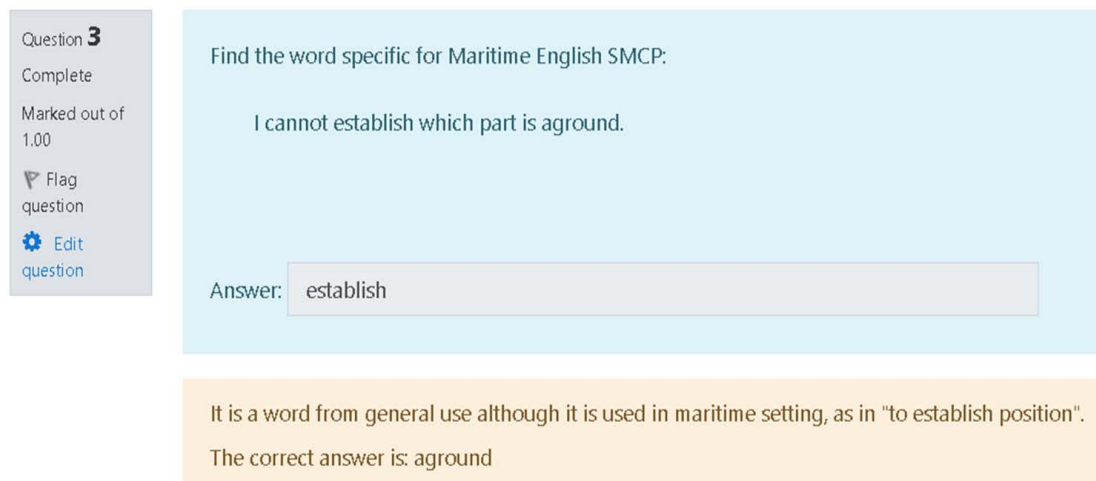 Question 3
Complete
Marked out of
1.00
Flag
question
Edit
question
Find the word specific for Maritime English SMCP:
I cannot establish which part is aground.
Answer: establish
It is a word from general use although it is used in maritime setting, as in "to establish position".
The correct answer is: aground